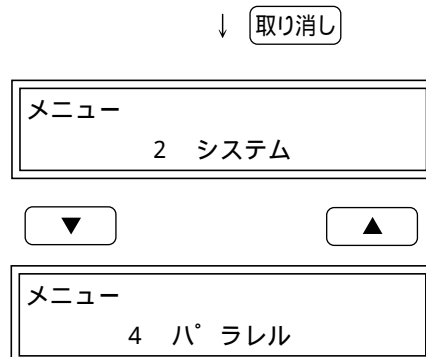 ↓ 取り消し
メニュー
2 システム
▼ ▲
メニュー
4 パラレル